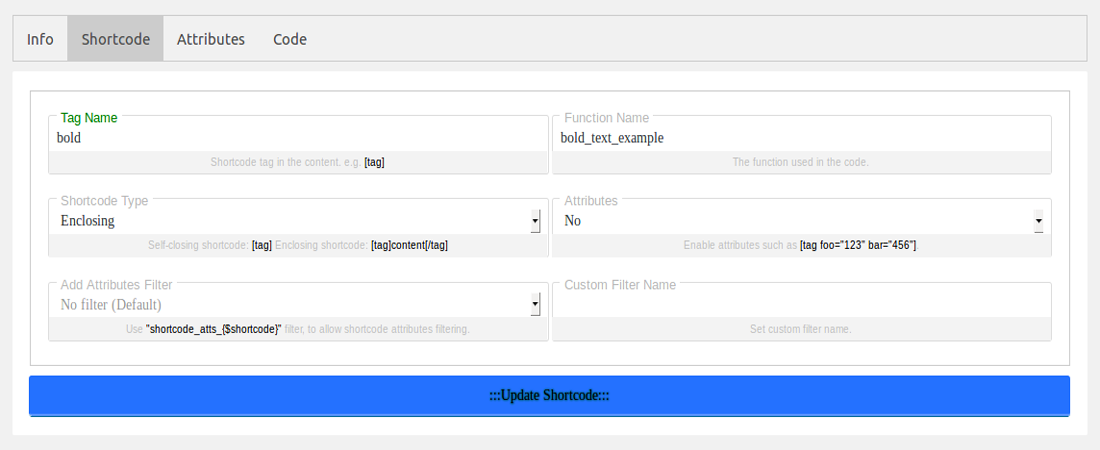 Info Shortcode Attributes Code
Tag Name Function Name
bold bold_text_example
Shortcode tag in the content, e.g. [tag] The function used in the code.
Shortcode Type Attributes
Enclosing No
Self-closing shortcode: [tag] Enclosing shortcode: [tag]content[/tag] Enable attributes such as [tag foo="123" bar="456"]
Add Attributes Filter Custom Filter Name
No filter (Default)
Use "shortcode_atts_{$shortcode}" filter, to allow shortcode attributes filtering. Set custom filter name.
:::Update Shortcode:::